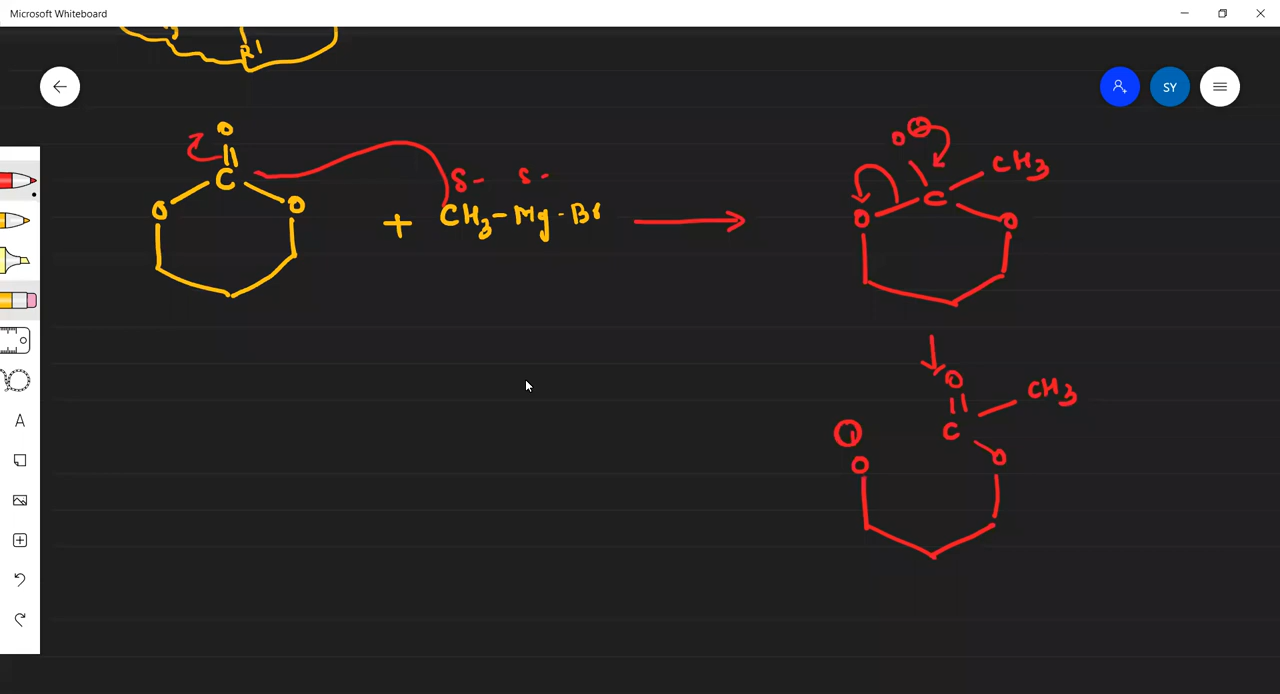 Microsoft Whiteboard
R'
SY
O
C
O
O
+
δ-
δ-
CH3-Mg-Br
O
CH3
C
O
O
O
CH3
C
O
O
A